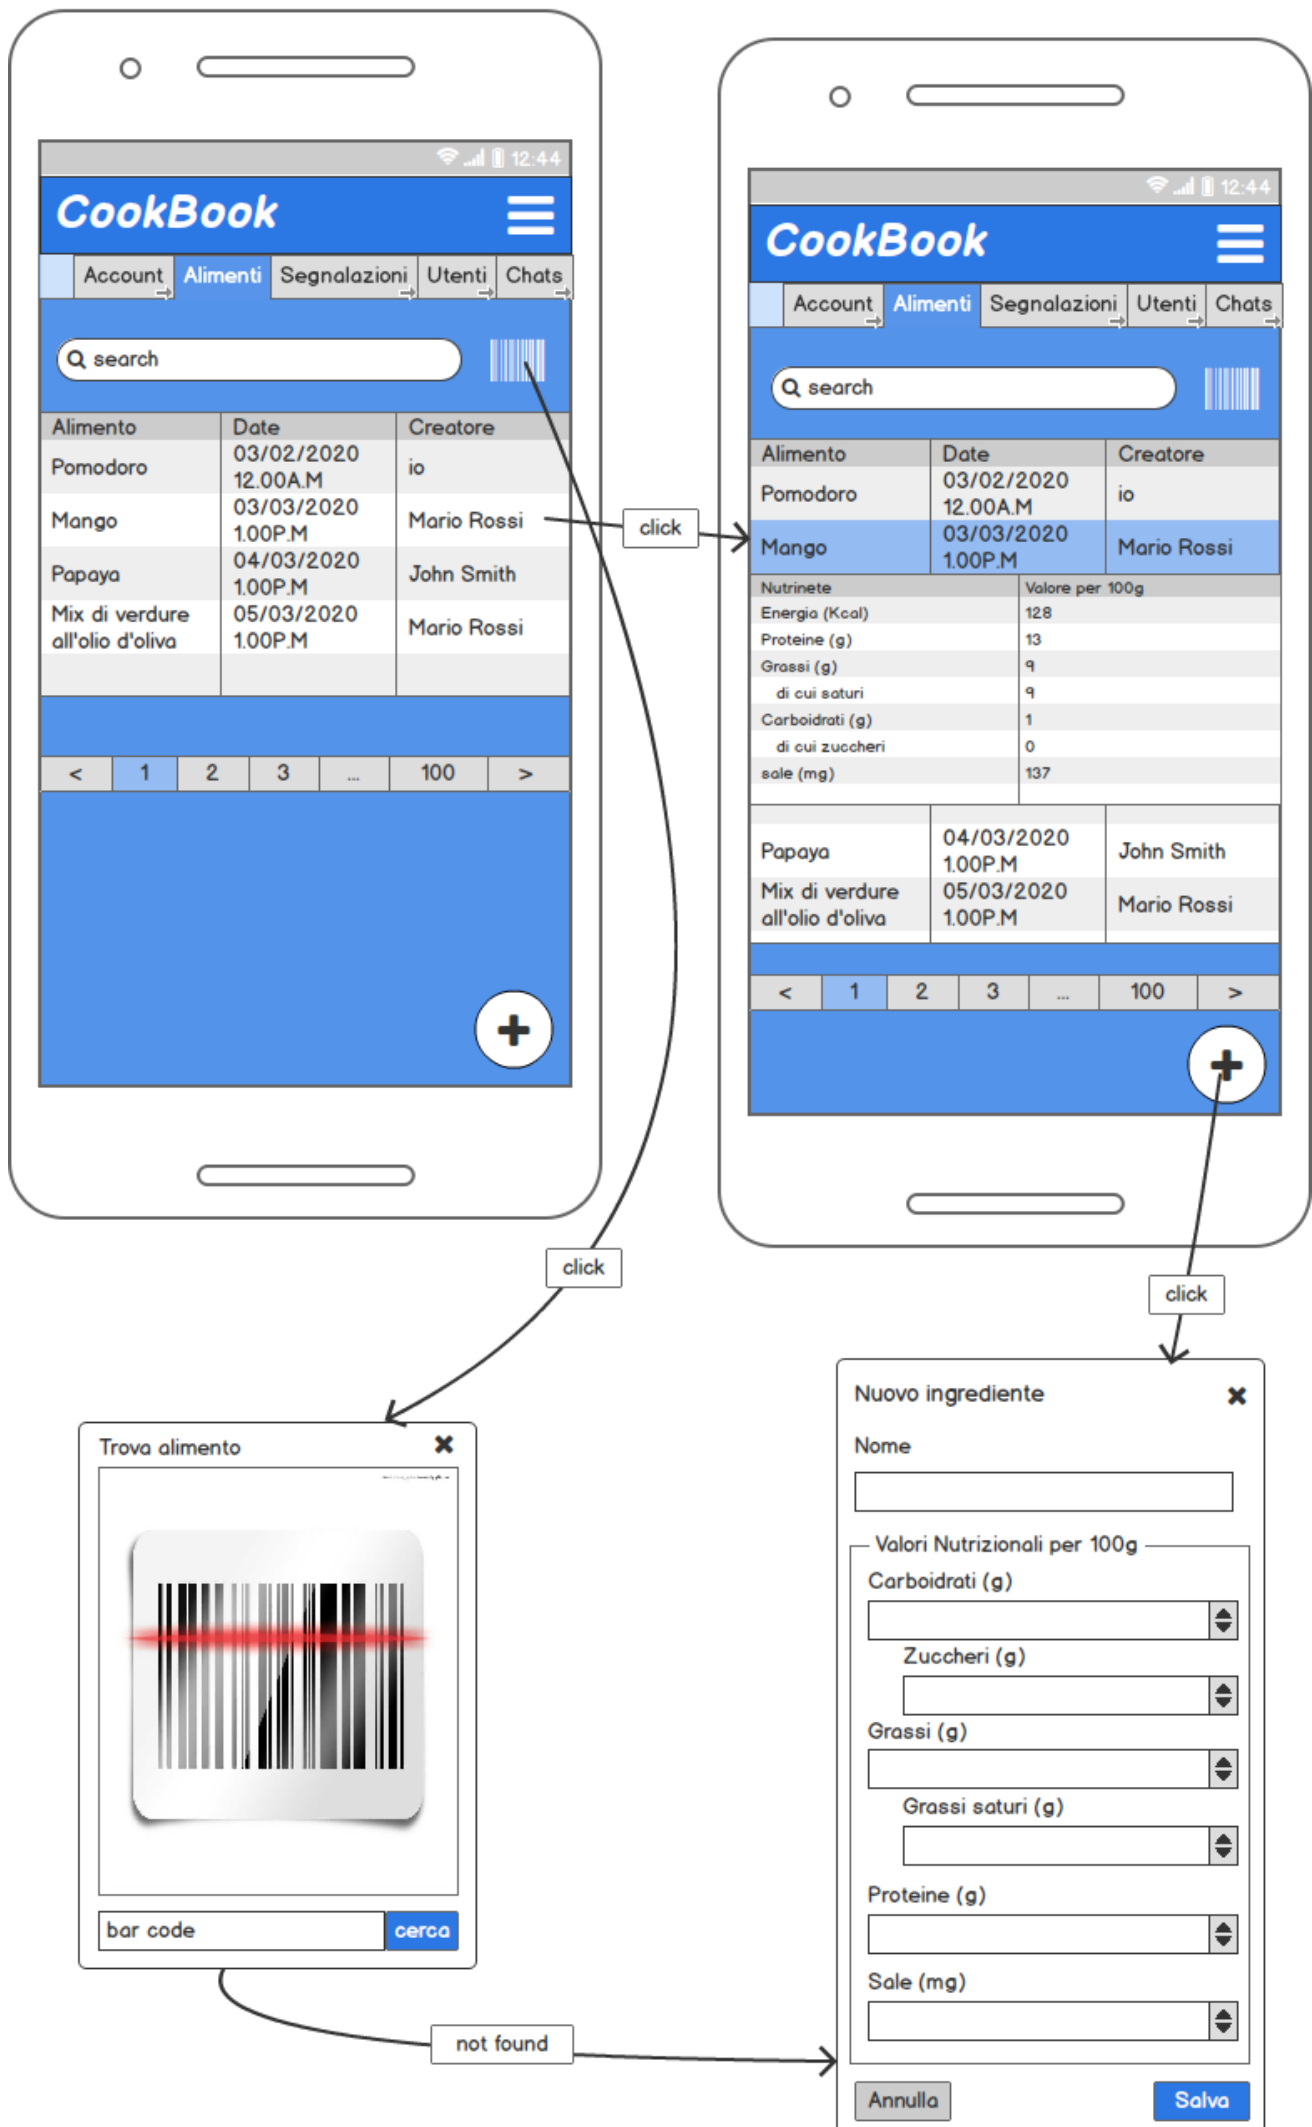 12:44
CookBook
Account Alimenti Segnalazioni Utenti Chats
search
Alimento Date Creatore
Pomodoro 03/02/2020 12.00A.M io
Mango 03/03/2020 1.00P.M Mario Rossi
Papaya 04/03/2020 1.00P.M John Smith
Mix di verdure all'olio d'oliva 05/03/2020 1.00P.M Mario Rossi
< 1 2 3 ... 100 >
click
12:44
CookBook
Account Alimenti Segnalazioni Utenti Chats
search
Alimento Date Creatore
Pomodoro 03/02/2020 12.00A.M io
Mango 03/03/2020 1.00P.M Mario Rossi
Nutrinete Valore per 100g
Energia (Kcal) 128
Proteine (g) 13
Grassi (g) 9
di cui saturi 9
Carboidrati (g) 1
di cui zuccheri 0
sale (mg) 137
Papaya 04/03/2020 1.00P.M John Smith
Mix di verdure all'olio d'oliva 05/03/2020 1.00P.M Mario Rossi
< 1 2 3 ... 100 >
click
click
Trova alimento
bar code cerca
not found
Nuovo ingrediente
Nome
Valori Nutrizionali per 100g
Carboidrati (g)
Zuccheri (g)
Grassi (g)
Grassi saturi (g)
Proteine (g)
Sale (mg)
Annulla Salva